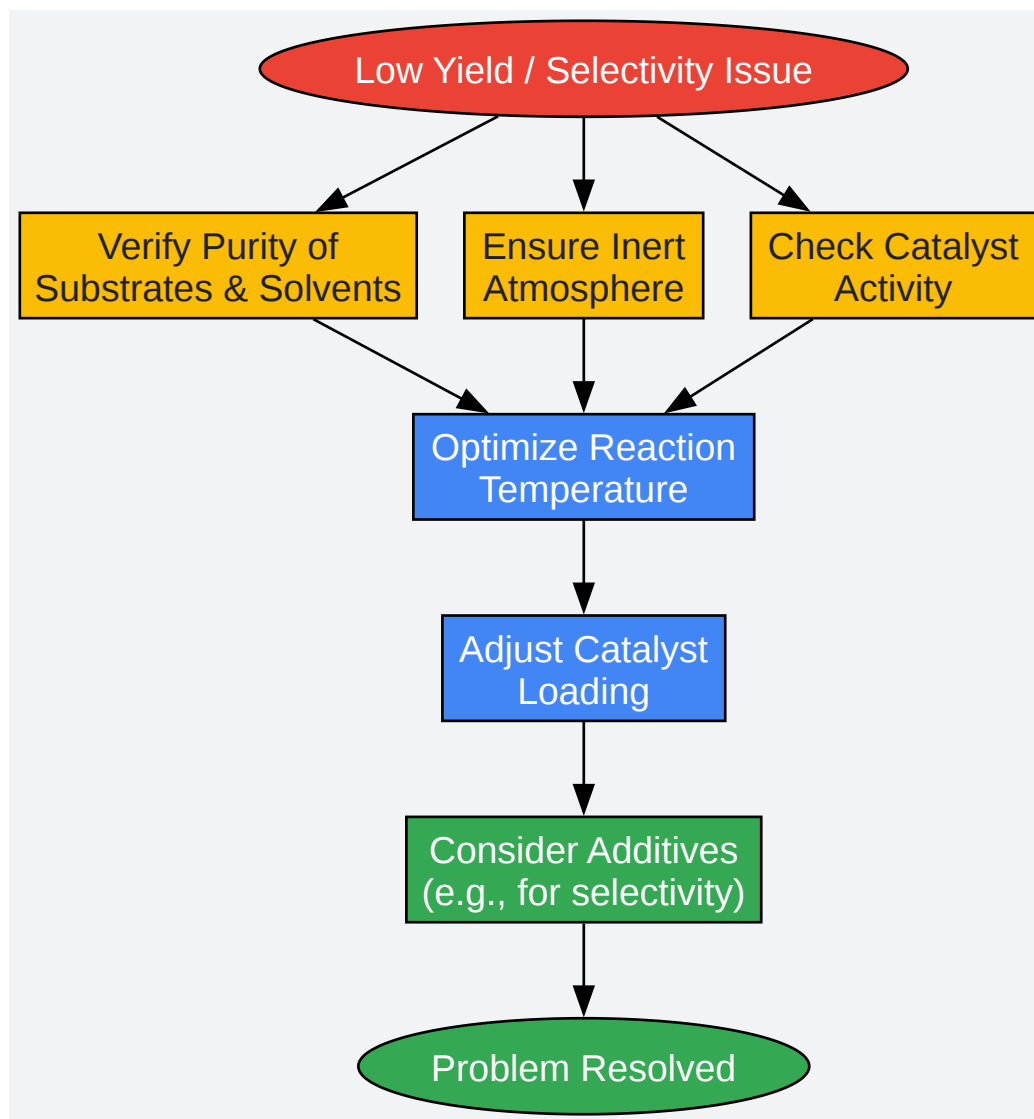 Low Yield / Selectivity Issue
Verify Purity of
Substrates & Solvents
Ensure Inert
Atmosphere
Check Catalyst
Activity
Optimize Reaction
Temperature
Adjust Catalyst
Loading
Consider Additives
(e.g., for selectivity)
Problem Resolved